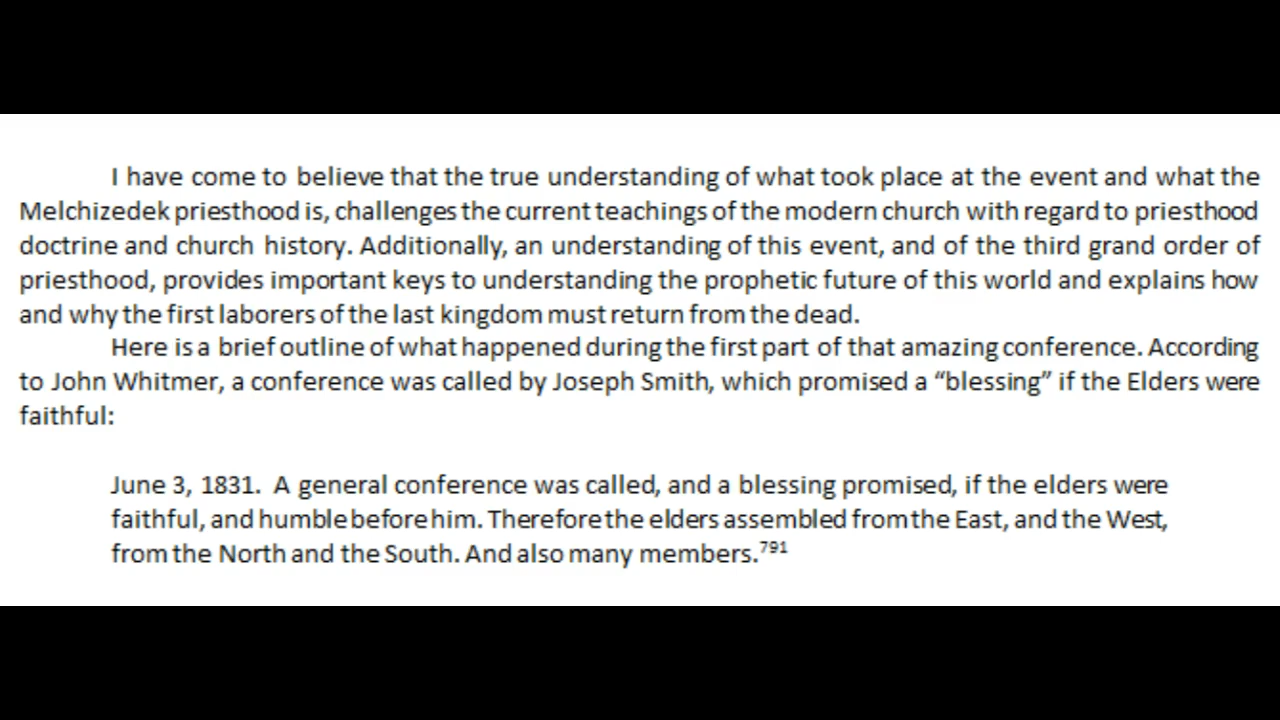 I have come to believe that the true understanding of what took place at the event and what the
Melchizedek priesthood is, challenges the current teachings of the modern church with regard to priesthood
doctrine and church history. Additionally, an understanding of this event, and of the third grand order of
priesthood, provides important keys to understanding the prophetic future of this world and explains how
and why the first laborers of the last kingdom must return from the dead.
Here is a brief outline of what happened during the first part of that amazing conference. According
to John Whitmer, a conference was called by Joseph Smith, which promised a “blessing” if the Elders were
faithful:
June 3, 1831. A general conference was called, and a blessing promised, if the elders were
faithful, and humble before him. Therefore the elders assembled from the East, and the West,
from the North and the South. And also many members.791